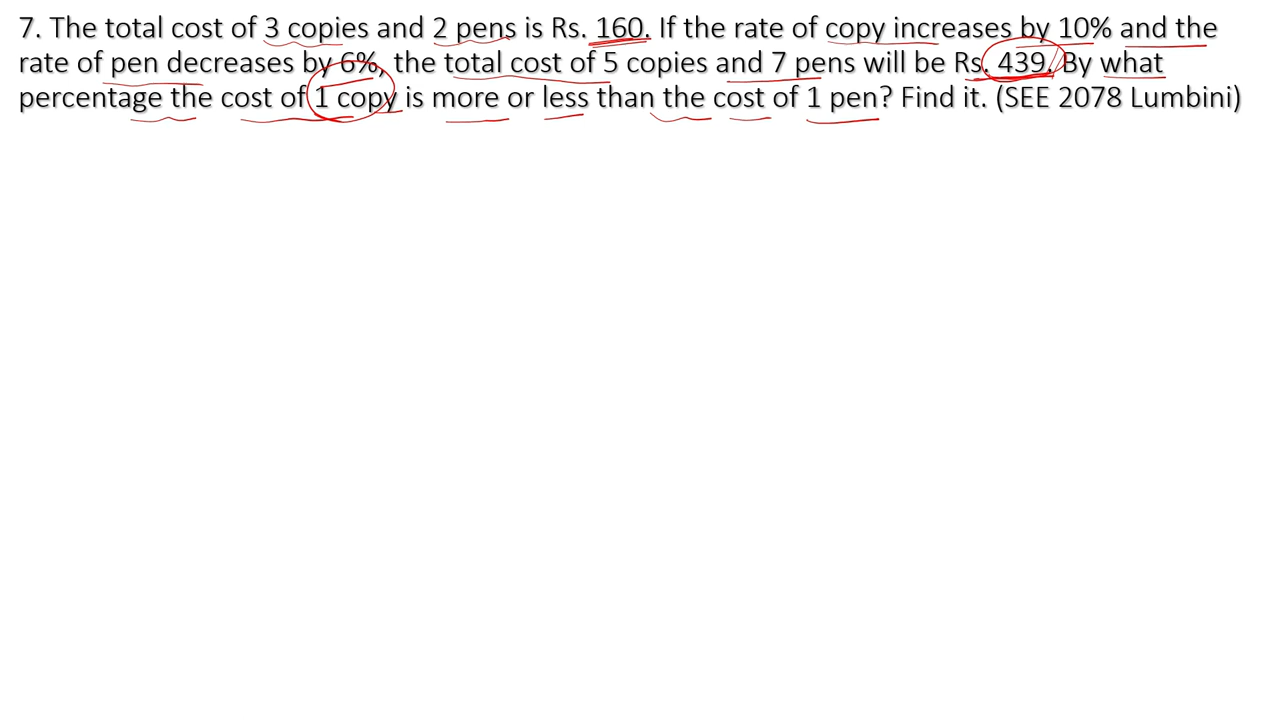 7. The total cost of 3 copies and 2 pens is Rs. 160. If the rate of copy increases by 10% and the
rate of pen decreases by 6%, the total cost of 5 copies and 7 pens will be Rs. 439. By what
percentage the cost of 1 copy is more or less than the cost of 1 pen? Find it. (SEE 2078 Lumbini)